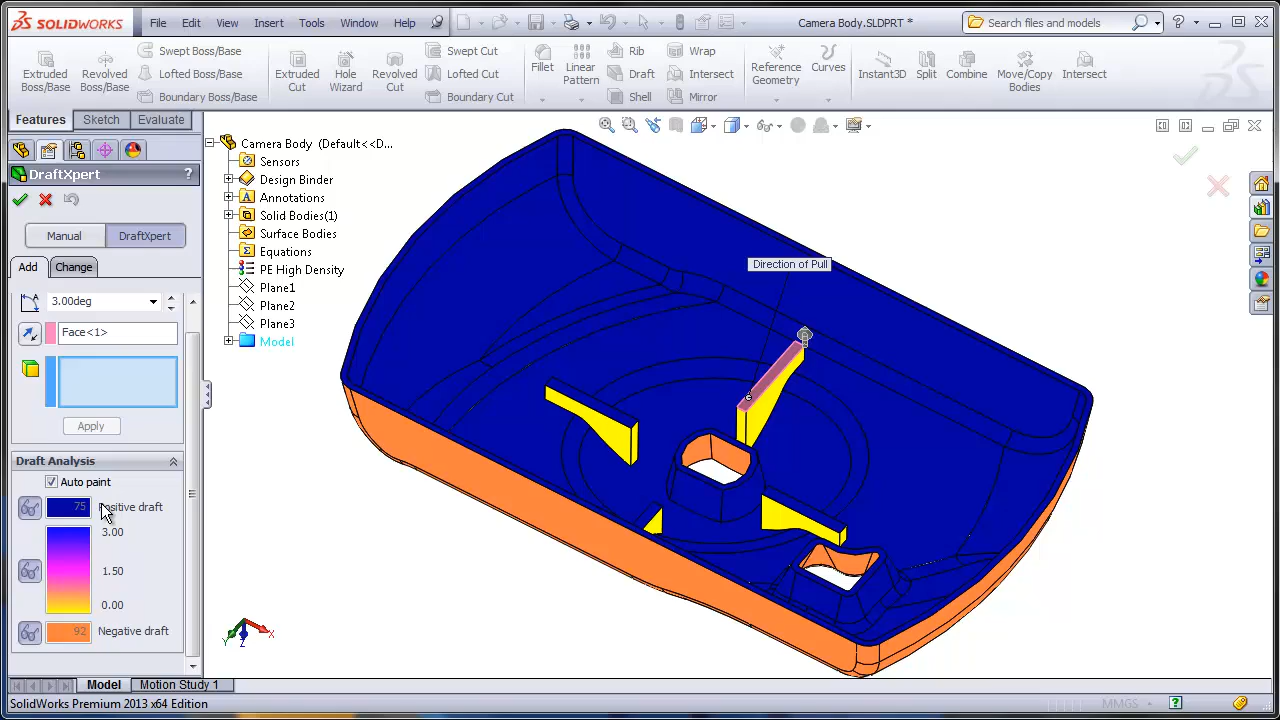 SOLIDWORKS File Edit View Insert Tools Window Help Camera Body.SLDPRT * Search files and models ?
Extruded Boss/Base
Revolved Boss/Base
Swept Boss/Base
Lofted Boss/Base
Boundary Boss/Base
Extruded Cut
Hole Wizard
Revolved Cut
Swept Cut
Lofted Cut
Boundary Cut
Fillet
Linear Pattern
Rib
Draft
Shell
Wrap
Intersect
Mirror
Reference Geometry
Curves
Instant3D
Split
Combine
Move/Copy Bodies
Intersect
Features Sketch Evaluate
DraftXpert ?
Manual DraftXpert
Add Change
3.00deg
Face<1>
Apply
Draft Analysis
Auto paint
75 Positive draft
3.00
1.50
0.00
92 Negative draft
Camera Body (Default<<D...
Sensors
Design Binder
Annotations
Solid Bodies(1)
Surface Bodies
Equations
PE High Density
Plane1
Plane2
Plane3
Model
Direction of Pull
X
Y
Z
Model Motion Study 1
SolidWorks Premium 2013 x64 Edition MMGS ?